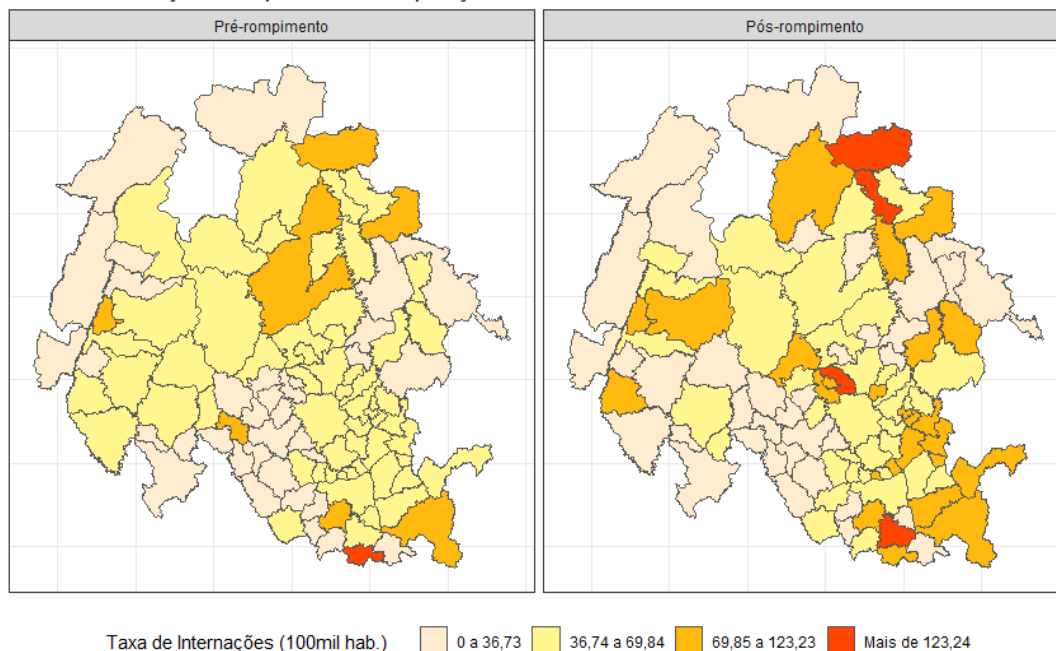 Pré-rompimento
Pós-rompimento
Taxa de Internações (100mil hab.)
0 a 36,73
36,74 a 69,84
69,85 a 123,23
Mais de 123,24